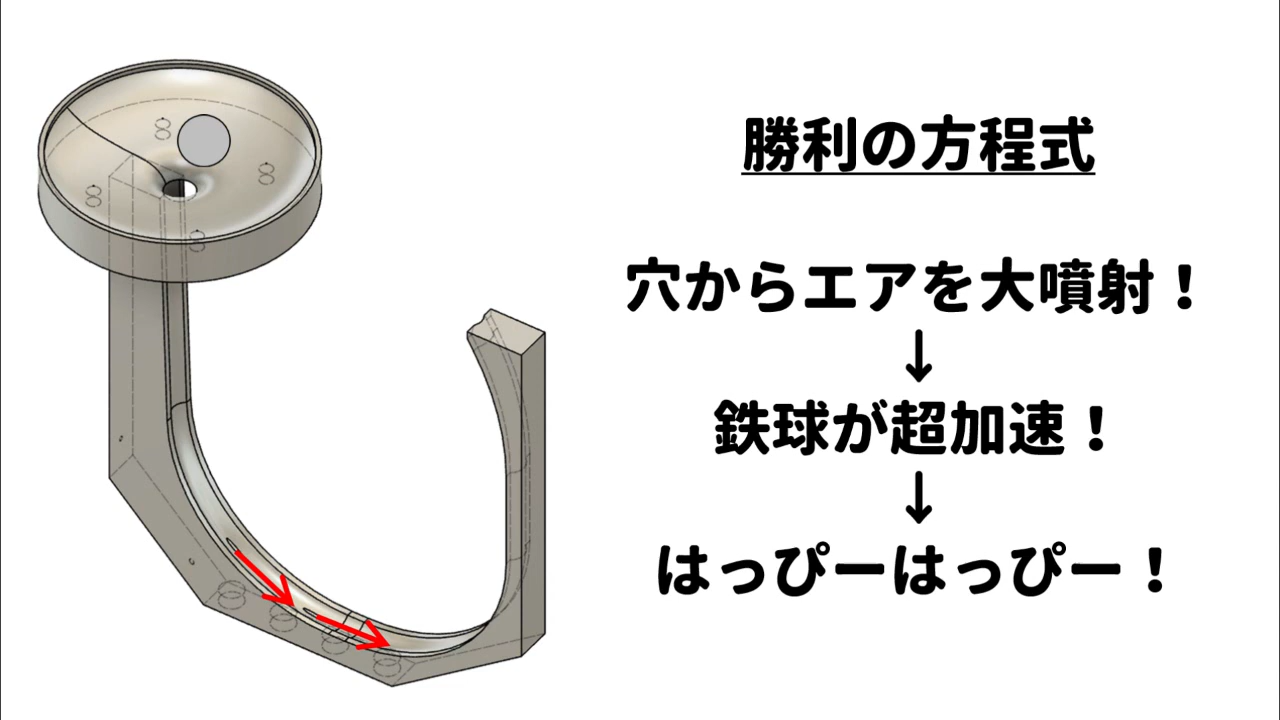 勝利の方程式
穴からエアを大噴射！
↓
鉄球が超加速！
↓
はっぴーはっぴー！